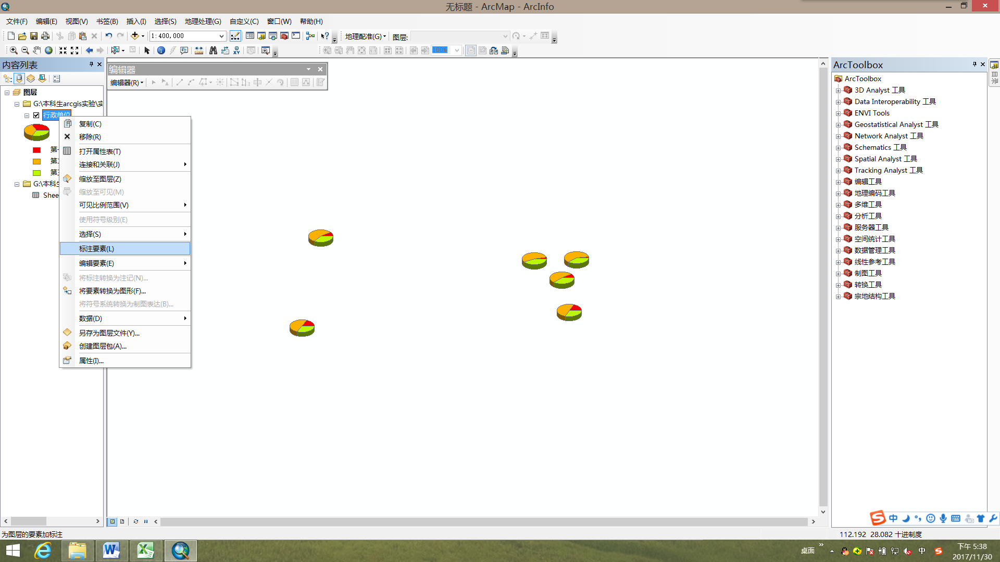 无标题 - ArcMap - ArcInfo
文件(F) 编辑(E) 视图(V) 书签(B) 插入(I) 选择(S) 地理处理(G) 自定义(C) 窗口(W) 帮助(H)
1:400,000
地理配准(G) 图层:
100%
内容列表
图层
G:\本科生arcgis实验\实
行政单位
第
第
第
G:\本科生
Shee
编辑器
编辑器(R)
复制(C)
移除(R)
打开属性表(T)
连接和关联(J)
缩放至图层(Z)
缩放至可见(M)
可见比例范围(V)
使用符号级别(E)
选择(S)
标注要素(L)
编辑要素(E)
将标注转换为注记(N)...
将要素转换为图形(F)...
将符号系统转换为制图表达(B)...
数据(D)
另存为图层文件(Y)...
创建图层包(A)...
属性(I)...
ArcToolbox
ArcToolbox
3D Analyst 工具
Data Interoperability 工具
ENVI Tools
Geostatistical Analyst 工具
Network Analyst 工具
Schematics 工具
Spatial Analyst 工具
Tracking Analyst 工具
编辑工具
地理编码工具
多维工具
分析工具
服务器工具
空间统计工具
数据管理工具
线性参考工具
制图工具
转换工具
宗地结构工具
中
为图层的要素加标注
112.192 28.082 十进制度
桌面
中
下午 5:38
2017/11/30